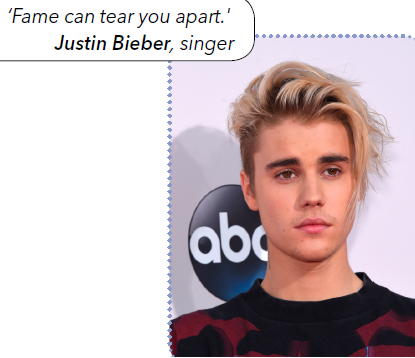 ‘Fame can tear you apart.'
Justin Bieber, singer
abc